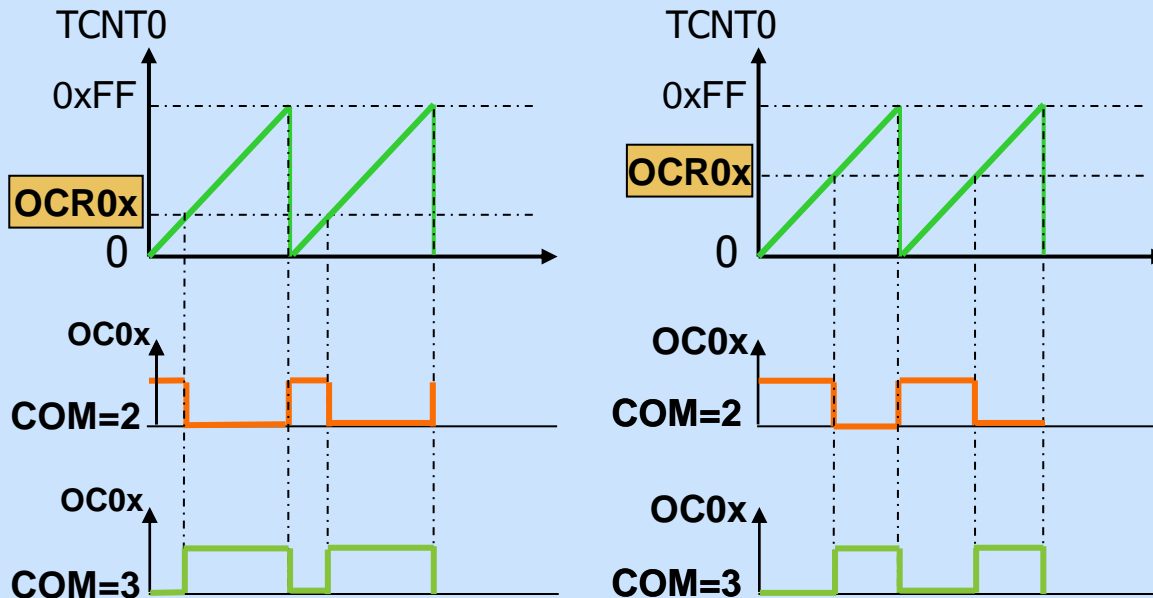 TCNT0
0xFF
OCR0x
0
OC0x
COM=2
OC0x
COM=3
TCNT0
0xFF
OCR0x
0
OC0x
COM=2
OC0x
COM=3